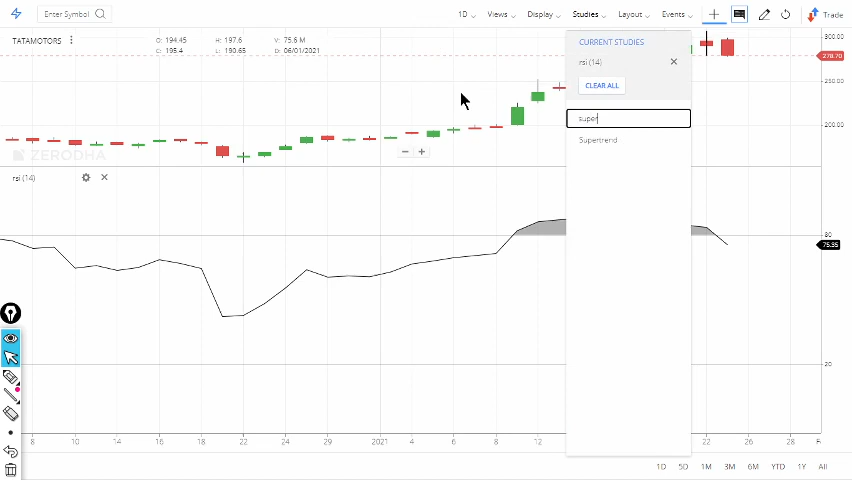 Enter Symbol
1D Views Display Studies Layout Events Trade
TATAMOTORS
O: 194.45 H: 197.6 V: 75.6 M
C: 195.4 L: 190.65 D: 06/01/2021
CURRENT STUDIES
rsi (14)
CLEAR ALL
super
Supertrend
300.00
278.70
250.00
200.00
ZERODHA
rsi (14)
80
75.35
20
8 10 14 16 18 22 24 29 2021 4 6 8 12 22 26 28 F
1D 5D 1M 3M 6M YTD 1Y All